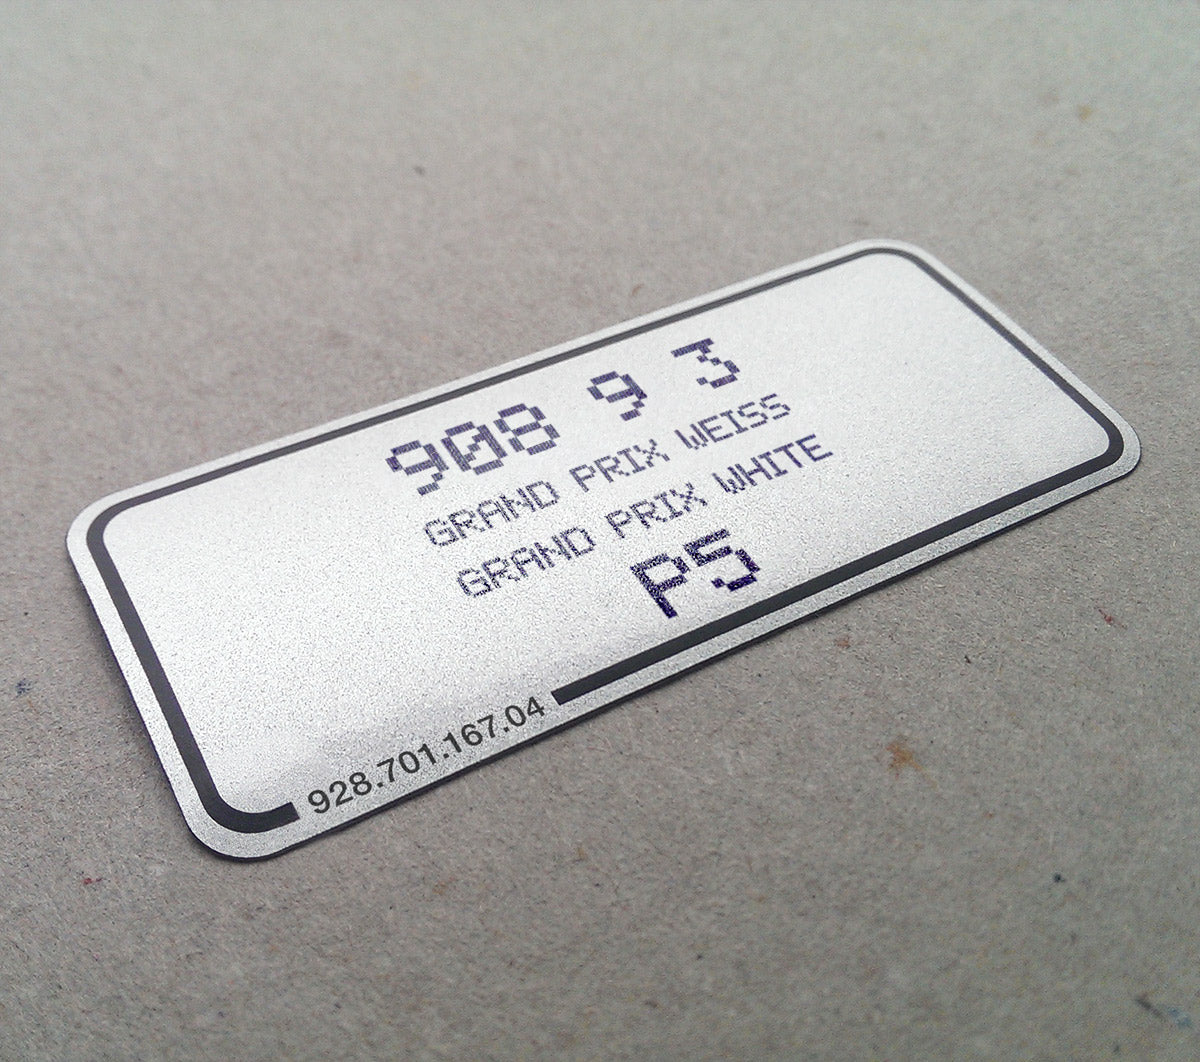 908 9 3
GRAND PRIX WEISS
GRAND PRIX WHITE
P5
928.701.167.04